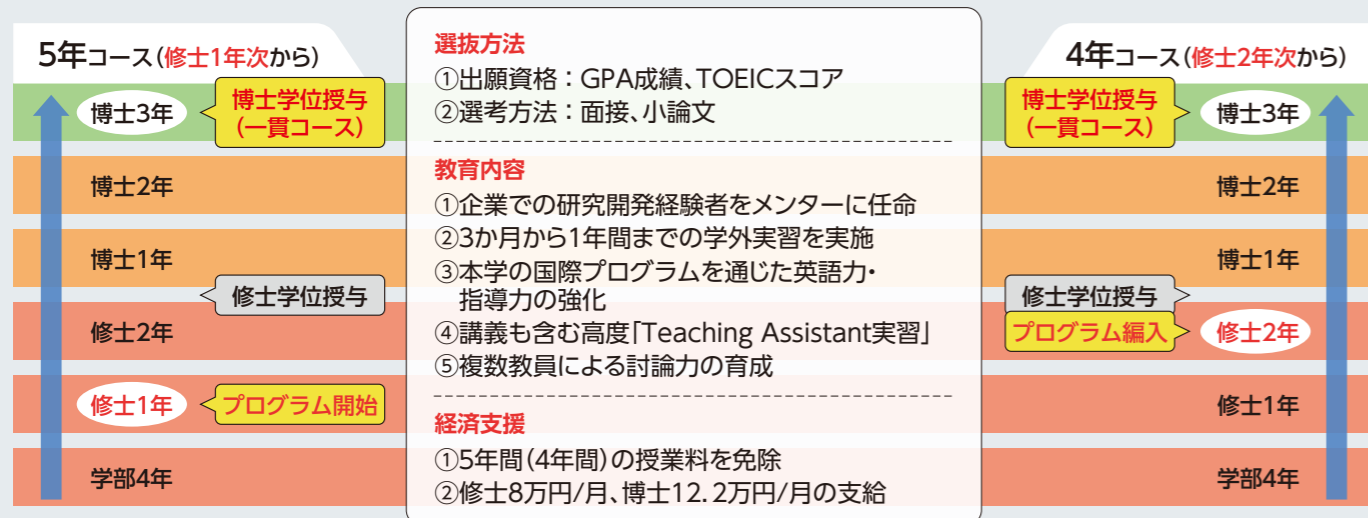 5年コース(修士1年次から)
博士3年
博士学位授与
(一貫コース)
博士2年
博士1年
修士学位授与
修士2年
修士1年
プログラム開始
学部4年
選抜方法
①出願資格：GPA成績、TOEICスコア
②選考方法：面接、小論文
教育内容
①企業での研究開発経験者をメンターに任命
②3か月から1年間までの学外実習を実施
③本学の国際プログラムを通じた英語力・
指導力の強化
④講義も含む高度「Teaching Assistant実習」
⑤複数教員による討論力の育成
経済支援
①5年間(4年間)の授業料を免除
②修士8万円/月、博士12.2万円/月の支給
4年コース(修士2年次から)
博士学位授与
(一貫コース)
博士3年
博士2年
博士1年
修士学位授与
プログラム編入
修士2年
修士1年
学部4年